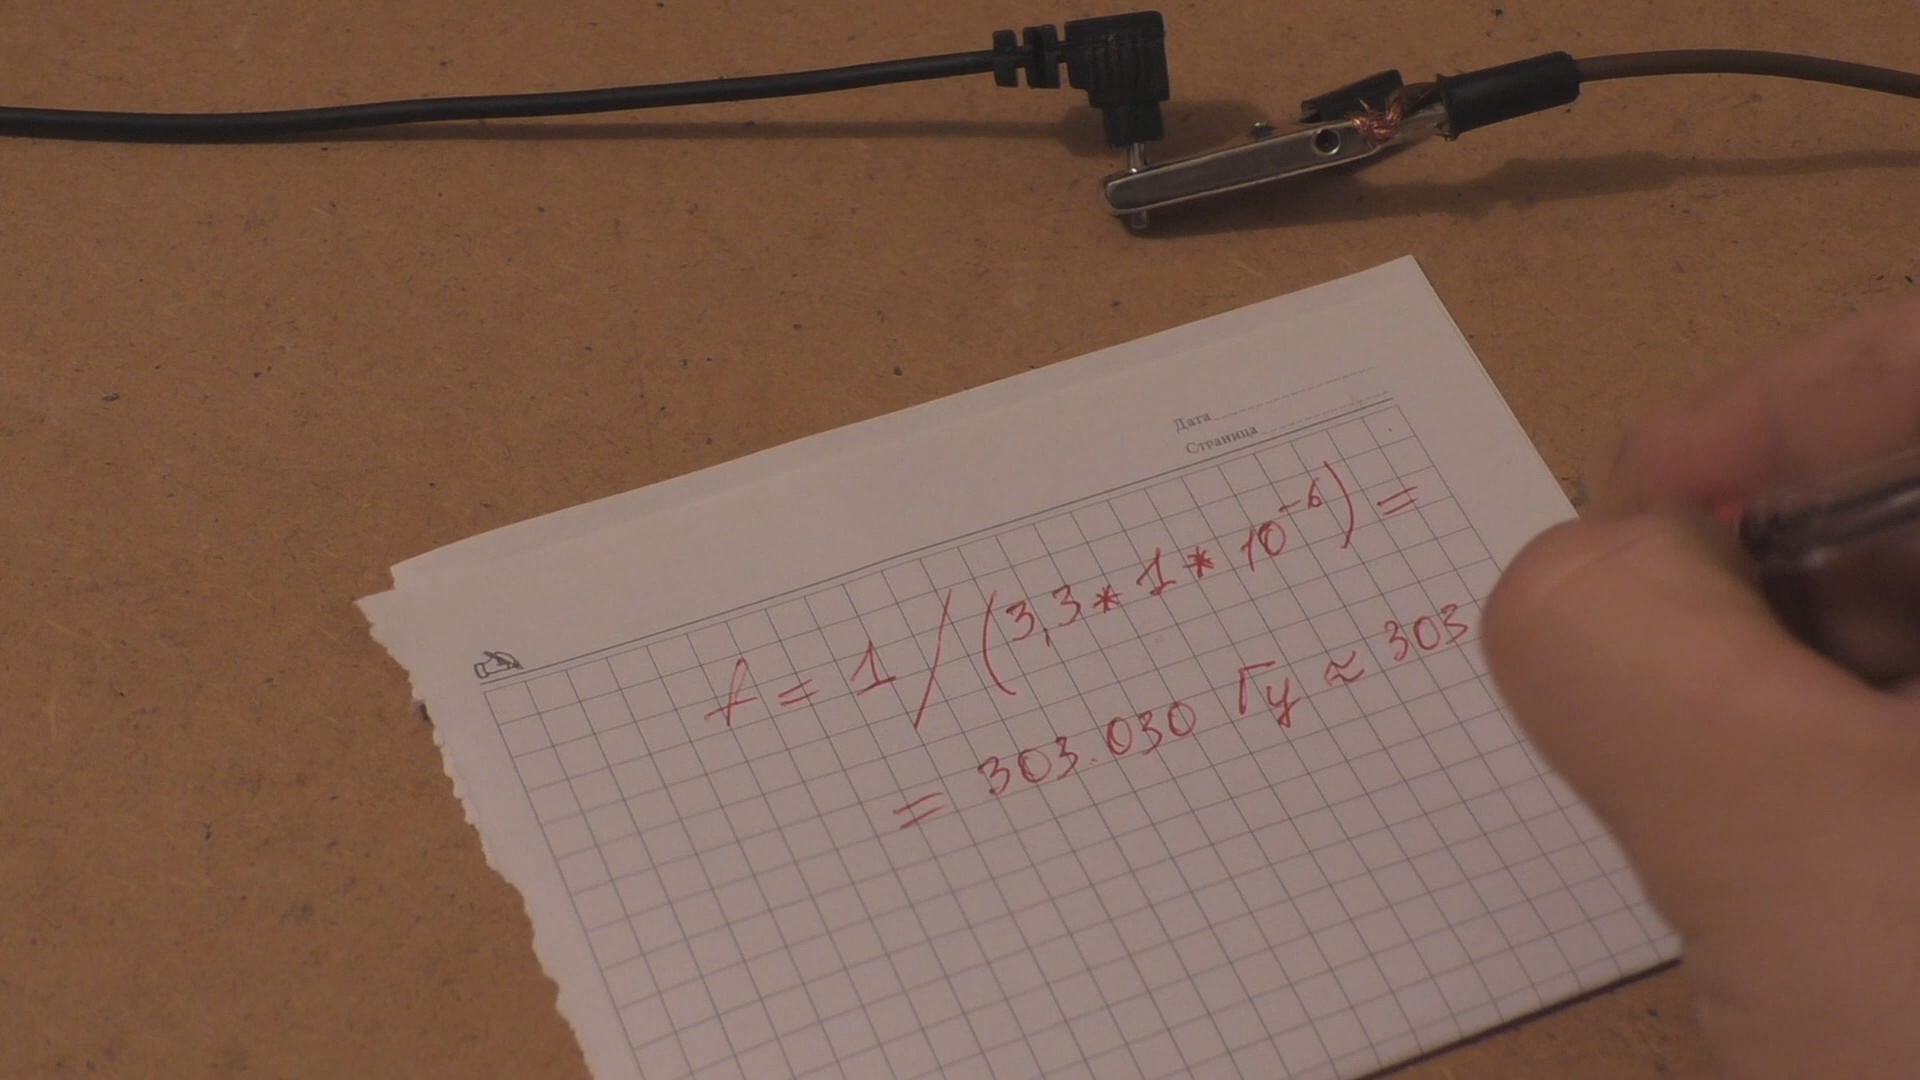 Дата
Страница
f = 1 / (3,3 * 1 * 10⁻⁶) =
= 303.030 Гц ≈ 303